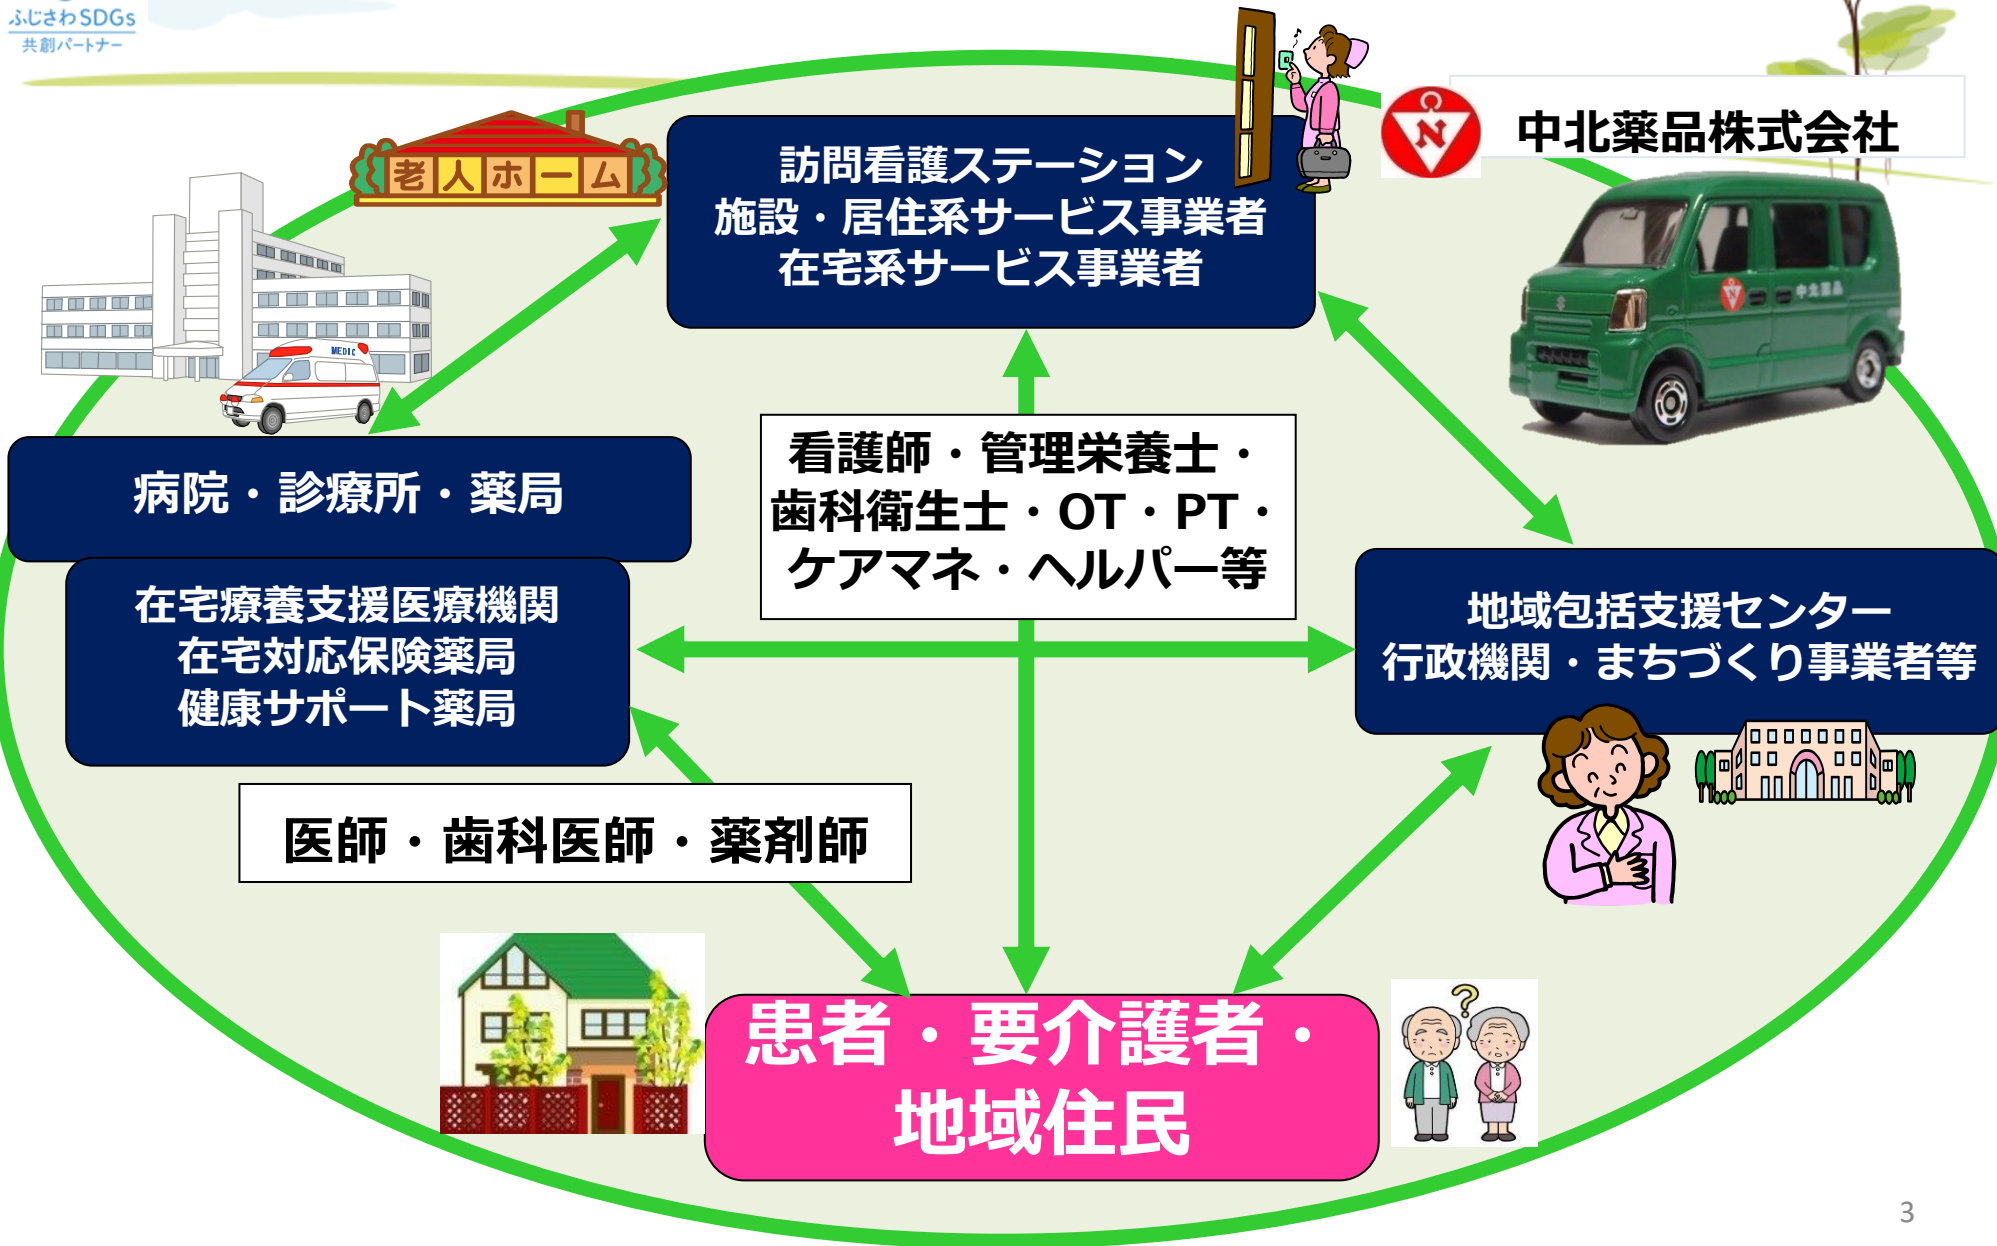 ふじさわSDGs
共創パートナー
中北薬品株式会社
N
老人ホーム
訪問看護ステーション
施設・居住系サービス事業者
在宅系サービス事業者
N
中北薬品
MEDIC
病院・診療所・薬局
看護師・管理栄養士・
歯科衛生士・OT・PT・
ケアマネ・ヘルパー等
在宅療養支援医療機関
在宅対応保険薬局
健康サポート薬局
地域包括支援センター
行政機関・まちづくり事業者等
医師・歯科医師・薬剤師
?
患者・要介護者・
地域住民
3